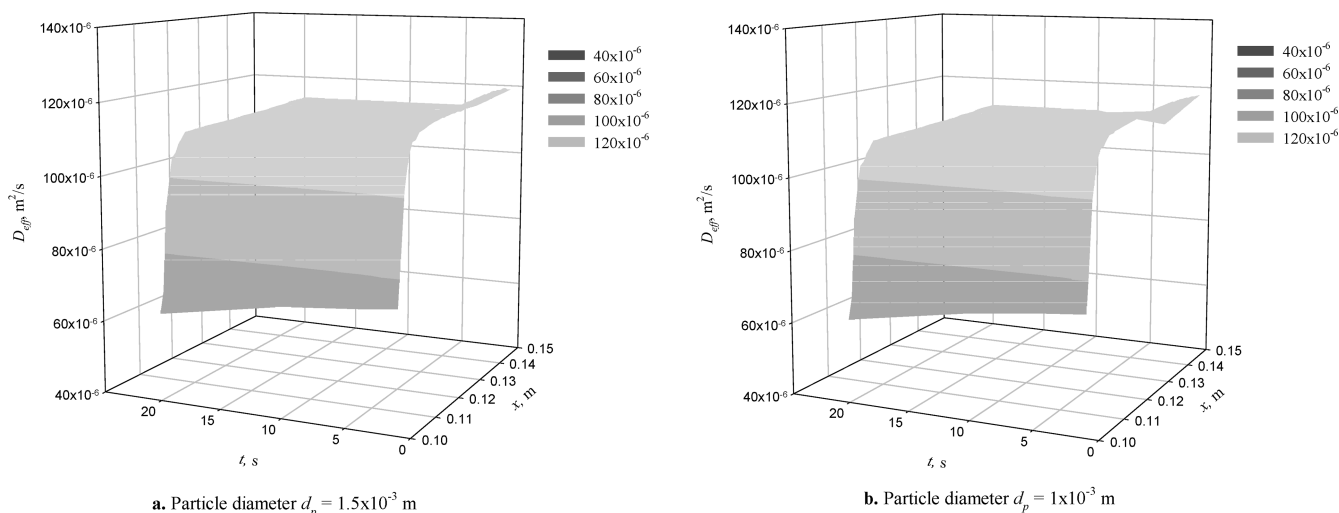 140x10⁻⁶
120x10⁻⁶
100x10⁻⁶
80x10⁻⁶
60x10⁻⁶
40x10⁻⁶
D_eff, m²/s
20
15
10
5
0
t, s
0.10
0.11
0.12
0.13
0.14
0.15
x, m
40x10⁻⁶
60x10⁻⁶
80x10⁻⁶
100x10⁻⁶
120x10⁻⁶
a. Particle diameter d_p = 1.5x10⁻³ m
140x10⁻⁶
120x10⁻⁶
100x10⁻⁶
80x10⁻⁶
60x10⁻⁶
40x10⁻⁶
D_eff, m²/s
20
15
10
5
0
t, s
0.10
0.11
0.12
0.13
0.14
0.15
x, m
40x10⁻⁶
60x10⁻⁶
80x10⁻⁶
100x10⁻⁶
120x10⁻⁶
b. Particle diameter d_p = 1x10⁻³ m